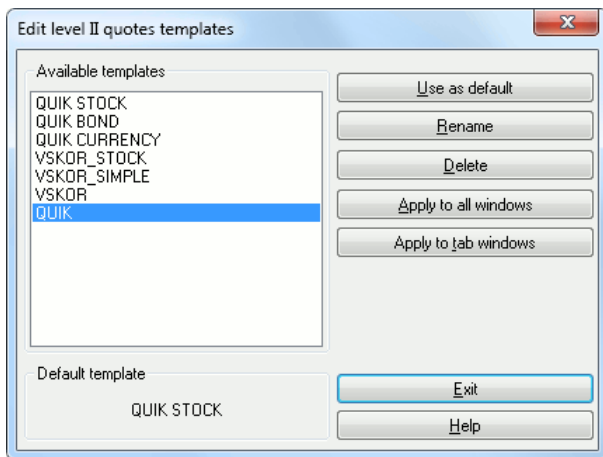 Edit level II quotes templates
Available templates
QUIK STOCK
QUIK BOND
QUIK CURRENCY
VSKOR_STOCK
VSKOR_SIMPLE
VSKOR
QUIK
Use as default
Rename
Delete
Apply to all windows
Apply to tab windows
Default template
QUIK STOCK
Exit
Help